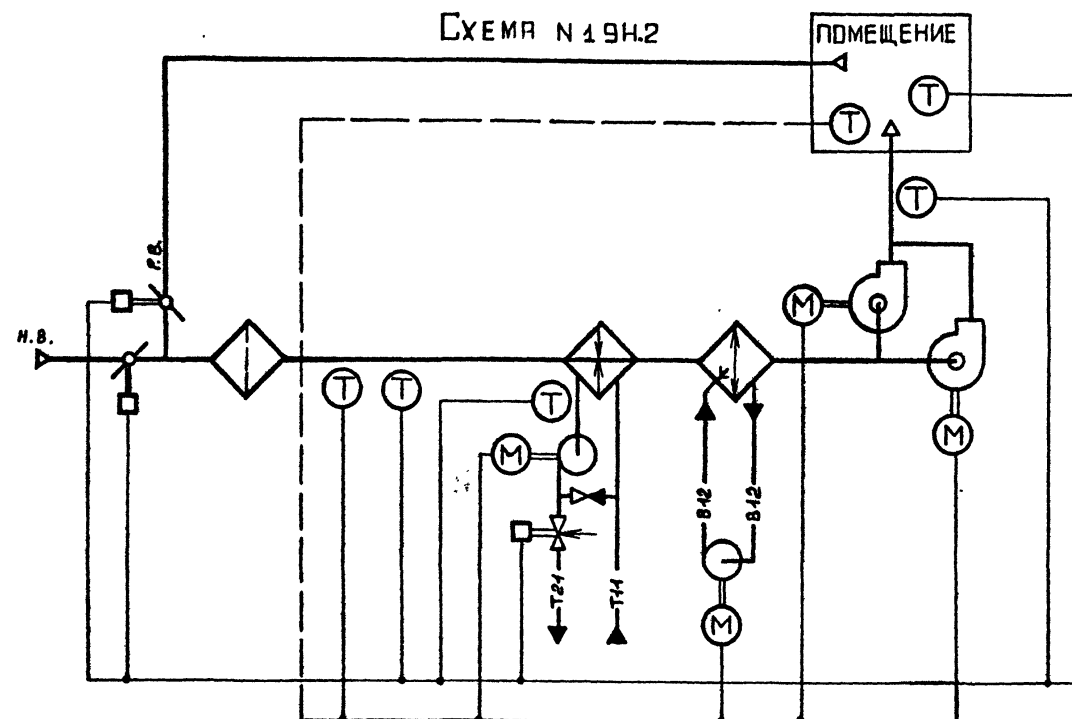 Схема N 19Н.2
ПОМЕЩЕНИЕ
Т
Т
Т
Р.В.
М
Н.В.
Т
Т
Т
М
М
В12
В12
Т21
Т11
М